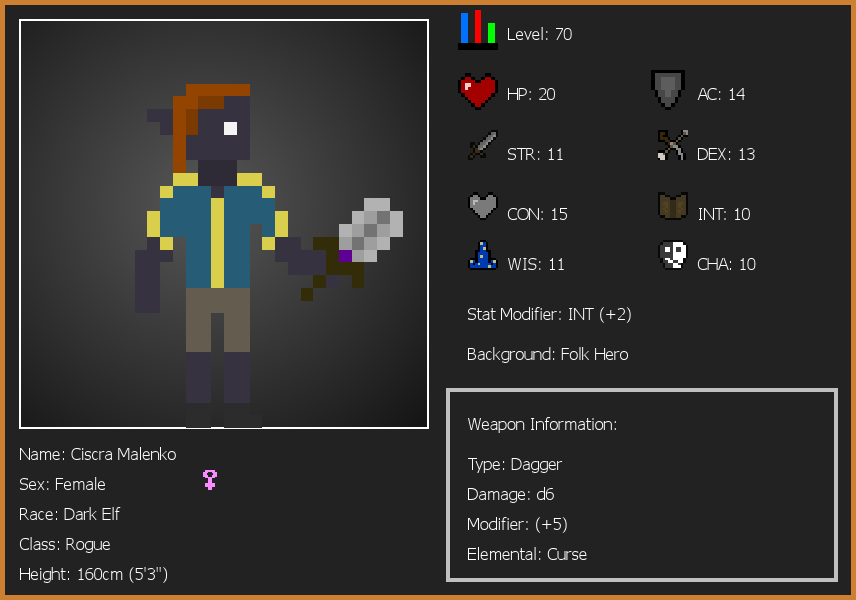 Level: 70
HP: 20
AC: 14
STR: 11
DEX: 13
CON: 15
INT: 10
WIS: 11
CHA: 10
Stat Modifier: INT (+2)
Background: Folk Hero
Weapon Information:
Type: Dagger
Damage: d6
Modifier: (+5)
Elemental: Curse
Name: Ciscra Malenko
Sex: Female
Race: Dark Elf
Class: Rogue
Height: 160cm (5'3")